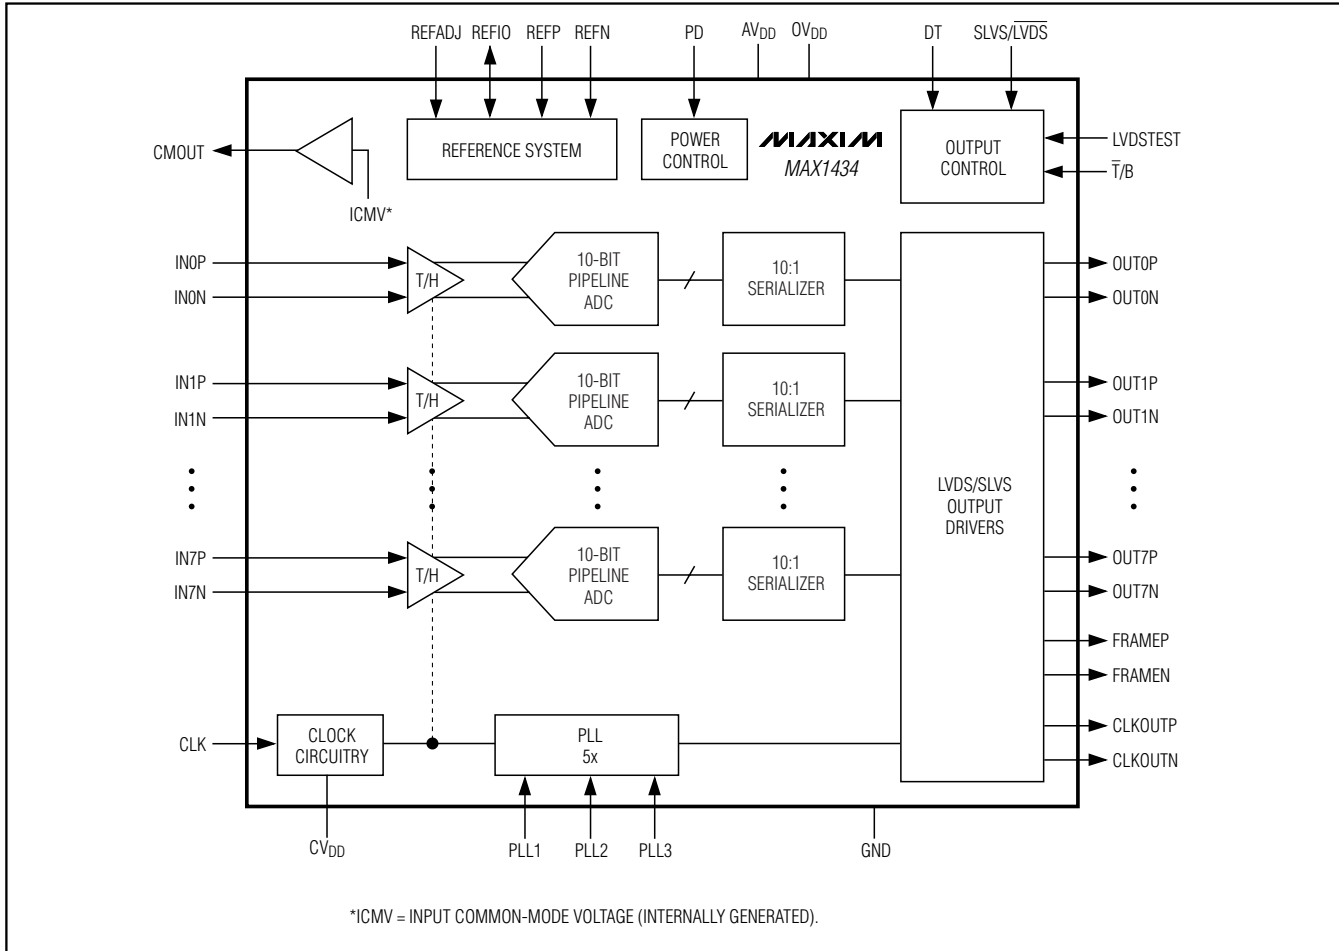 REFADJ REFIO REFP REFN PD AVDD OVDD DT SLVS/L̅V̅D̅S̅
REFERENCE SYSTEM
POWER
CONTROL
MAXIM
MAX1434
OUTPUT
CONTROL
LVDSTEST
T̅/B
CMOUT
ICMV*
IN0P
IN0N
T/H
10-BIT
PIPELINE
ADC
10:1
SERIALIZER
OUT0P
OUT0N
IN1P
IN1N
T/H
10-BIT
PIPELINE
ADC
10:1
SERIALIZER
OUT1P
OUT1N
LVDS/SLVS
OUTPUT
DRIVERS
IN7P
IN7N
T/H
10-BIT
PIPELINE
ADC
10:1
SERIALIZER
OUT7P
OUT7N
FRAMEP
FRAMEN
CLK
CLOCK
CIRCUITRY
PLL
5x
CLKOUTP
CLKOUTN
CVDD PLL1 PLL2 PLL3 GND
*ICMV = INPUT COMMON-MODE VOLTAGE (INTERNALLY GENERATED).